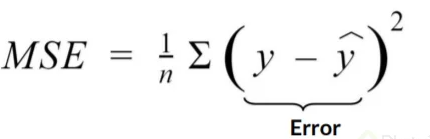 MSE = 1/n Σ (y − ŷ)²
Error